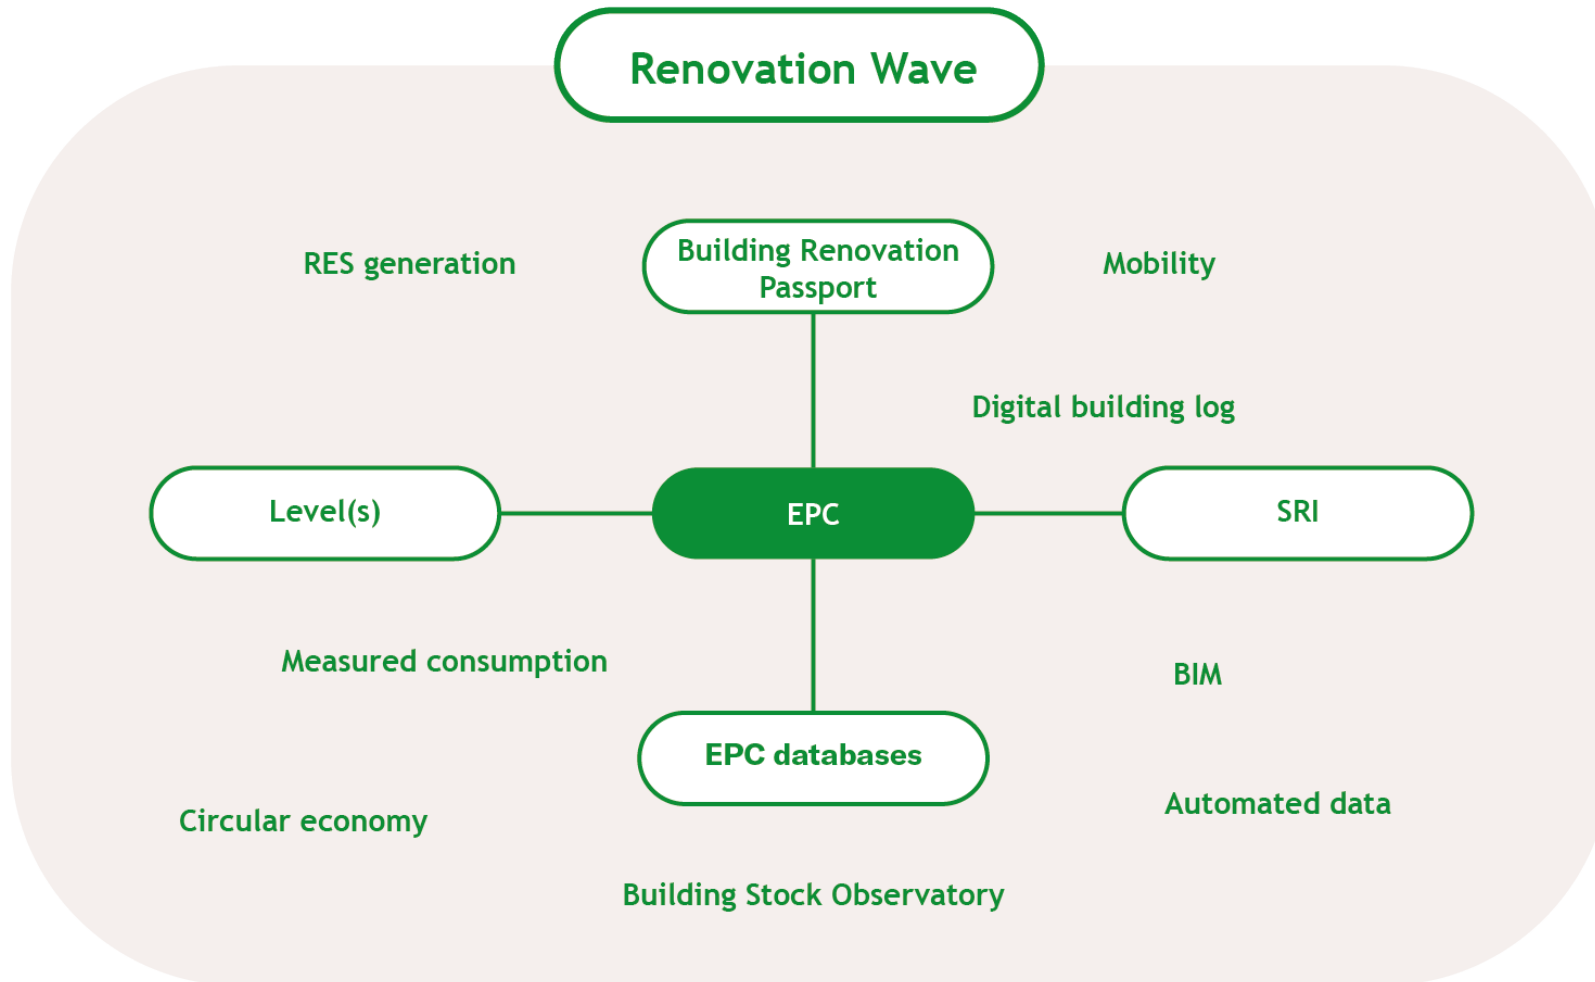 Renovation Wave
RES generation
Building Renovation
Passport
Mobility
Digital building log
Level(s)
EPC
SRI
Measured consumption
BIM
EPC databases
Circular economy
Automated data
Building Stock Observatory